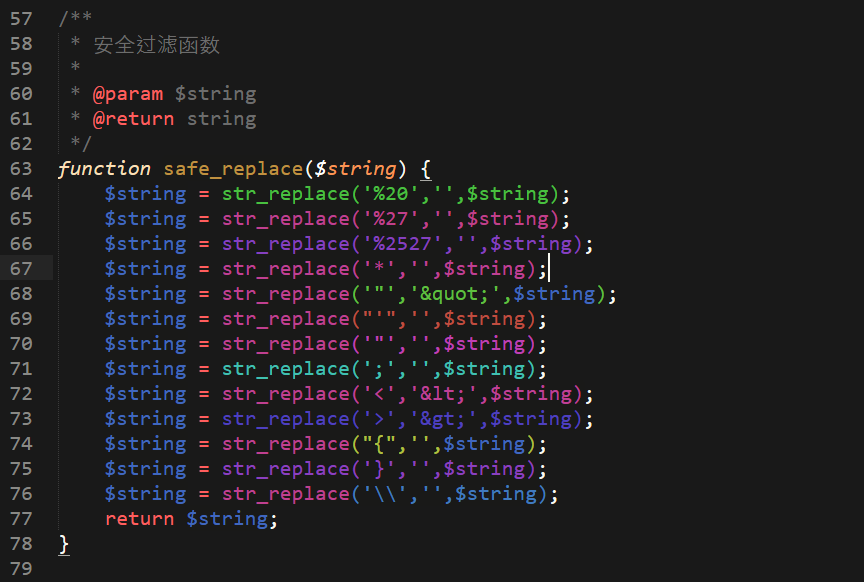 57 /**
58  * 安全过滤函数
59  *
60  * @param $string
61  * @return string
62  */
63 function safe_replace($string) {
64     $string = str_replace('%20','',$string);
65     $string = str_replace('%27','',$string);
66     $string = str_replace('%2527','',$string);
67     $string = str_replace('*','',$string);
68     $string = str_replace('"','&quot;',$string);
69     $string = str_replace("'",'',$string);
70     $string = str_replace('"','',$string);
71     $string = str_replace(';','',$string);
72     $string = str_replace('<','&lt;',$string);
73     $string = str_replace('>','&gt;',$string);
74     $string = str_replace("{",'',$string);
75     $string = str_replace('}','',$string);
76     $string = str_replace('\\','',$string);
77     return $string;
78 }
79